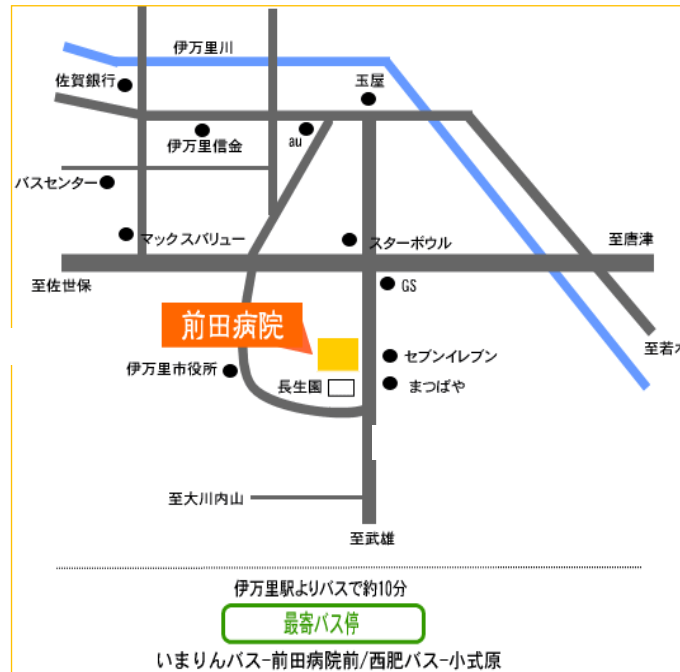 伊万里川
佐賀銀行
玉屋
伊万里信金
au
バスセンター
マックスバリュー
スターボウル
至唐津
至佐世保
GS
前田病院
至若木
セブンイレブン
伊万里市役所
長生園
まつばや
至大川内山
至武雄
伊万里駅よりバスで約10分
最寄バス停
いまりんバス-前田病院前/西肥バス-小式原